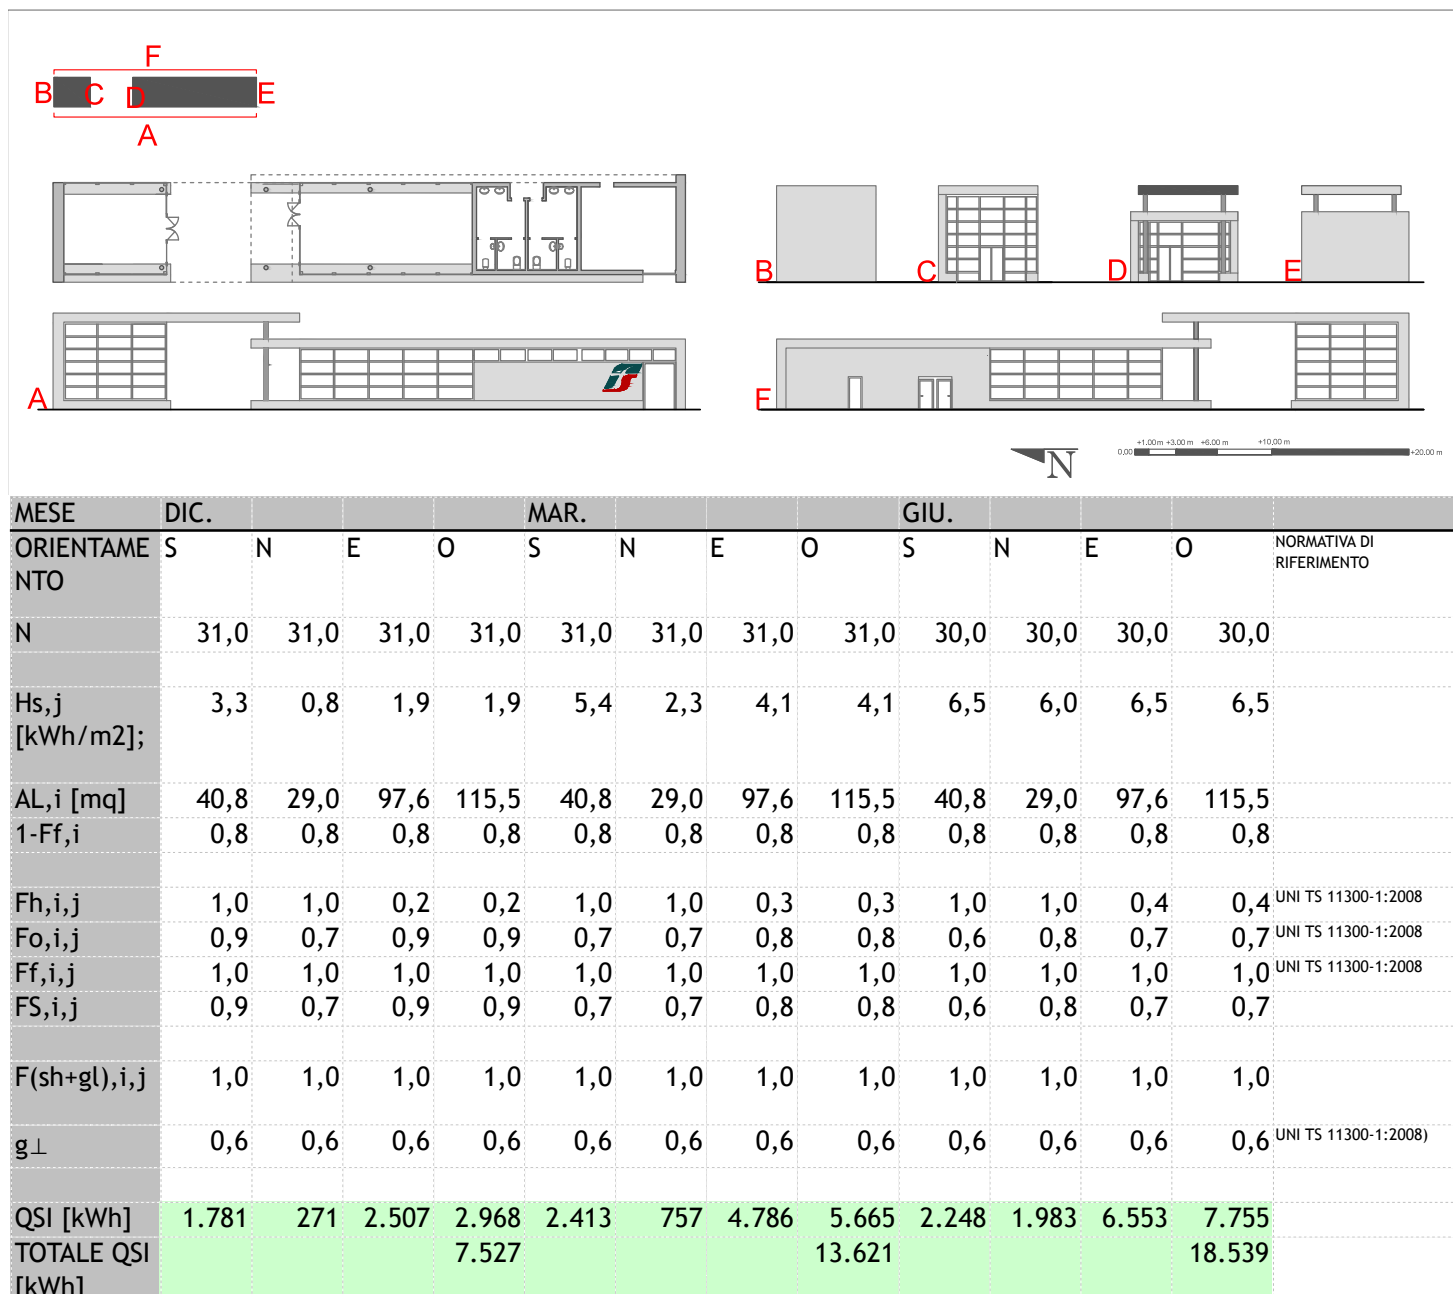 F
B C D E
A
B C D E
A
F
N
0,00 +1.00m +3.00 m +6.00 m +10,00 m +20.00 m
MESE DIC. MAR. GIU.
ORIENTAME S N E O S N E O S N E O NORMATIVA DI
NTO RIFERIMENTO
N 31,0 31,0 31,0 31,0 31,0 31,0 31,0 31,0 30,0 30,0 30,0 30,0
Hs,j 3,3 0,8 1,9 1,9 5,4 2,3 4,1 4,1 6,5 6,0 6,5 6,5
[kWh/m2];
AL,i [mq] 40,8 29,0 97,6 115,5 40,8 29,0 97,6 115,5 40,8 29,0 97,6 115,5
1-Ff,i 0,8 0,8 0,8 0,8 0,8 0,8 0,8 0,8 0,8 0,8 0,8 0,8
Fh,i,j 1,0 1,0 0,2 0,2 1,0 1,0 0,3 0,3 1,0 1,0 0,4 0,4 UNI TS 11300-1:2008
Fo,i,j 0,9 0,7 0,9 0,9 0,7 0,7 0,8 0,8 0,6 0,8 0,7 0,7 UNI TS 11300-1:2008
Ff,i,j 1,0 1,0 1,0 1,0 1,0 1,0 1,0 1,0 1,0 1,0 1,0 1,0 UNI TS 11300-1:2008
FS,i,j 0,9 0,7 0,9 0,9 0,7 0,7 0,8 0,8 0,6 0,8 0,7 0,7
F(sh+gl),i,j 1,0 1,0 1,0 1,0 1,0 1,0 1,0 1,0 1,0 1,0 1,0 1,0
g⊥ 0,6 0,6 0,6 0,6 0,6 0,6 0,6 0,6 0,6 0,6 0,6 0,6 UNI TS 11300-1:2008)
QSI [kWh] 1.781 271 2.507 2.968 2.413 757 4.786 5.665 2.248 1.983 6.553 7.755
TOTALE QSI 7.527 13.621 18.539
[kWh]